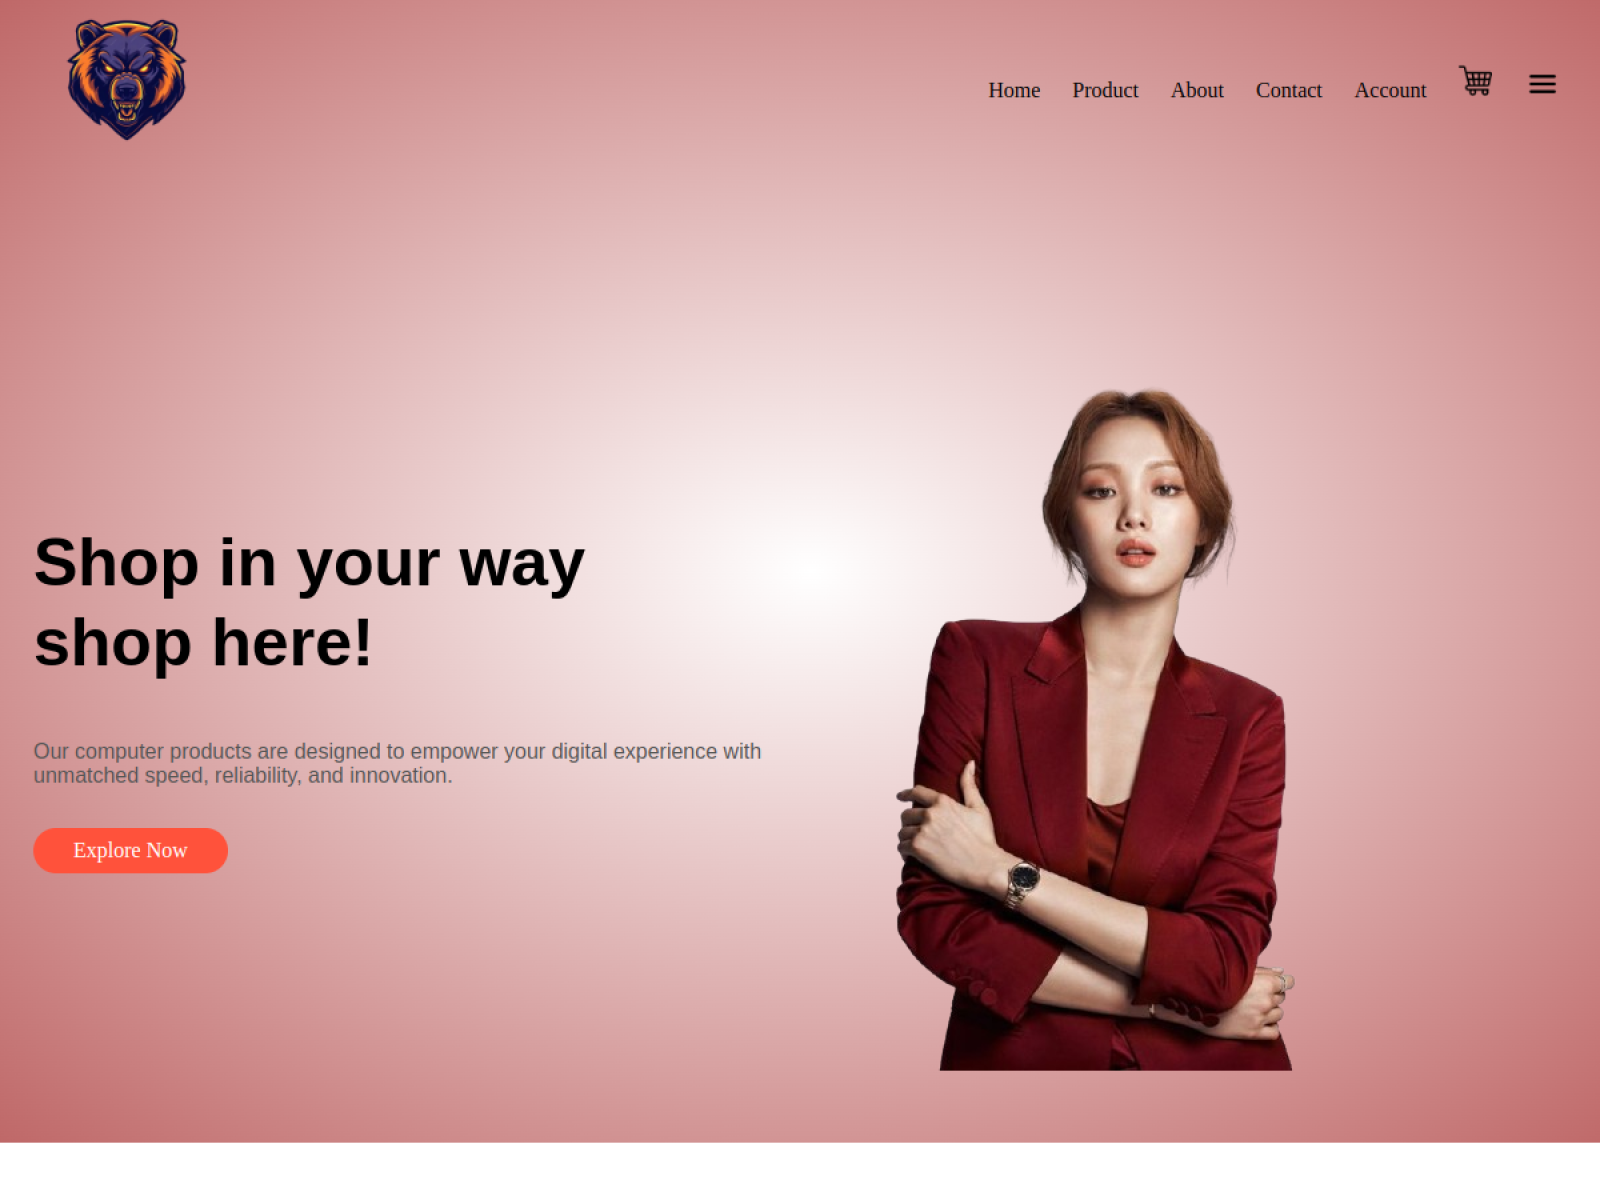 Home Product About Contact Account
Shop in your way
shop here!
Our computer products are designed to empower your digital experience with
unmatched speed, reliability, and innovation.
Explore Now